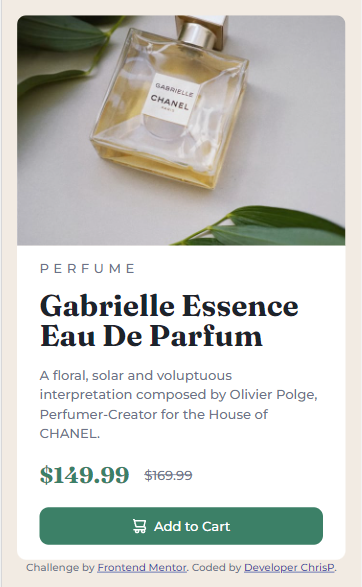 GABRIELLE
CHANEL
PARIS
PERFUME
Gabrielle Essence
Eau De Parfum
A floral, solar and voluptuous
interpretation composed by Olivier Polge,
Perfumer-Creator for the House of
CHANEL.
$149.99 $169.99
Add to Cart
Challenge by Frontend Mentor. Coded by Developer ChrisP.